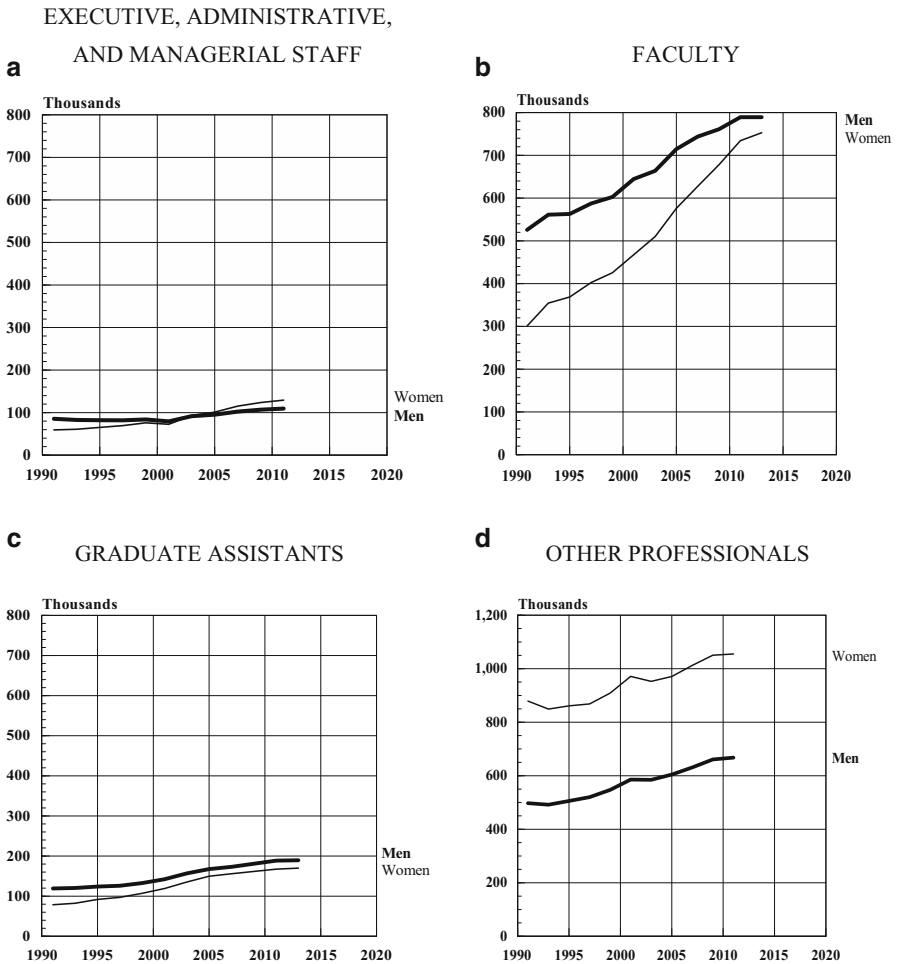 EXECUTIVE, ADMINISTRATIVE,
AND MANAGERIAL STAFF
a
Thousands
800
700
600
500
400
300
200
100
0
1990 1995 2000 2005 2010 2015 2020
Women
Men
b
FACULTY
Thousands
800
700
600
500
400
300
200
100
0
1990 1995 2000 2005 2010 2015 2020
Men
Women
c
GRADUATE ASSISTANTS
Thousands
800
700
600
500
400
300
200
100
0
1990 1995 2000 2005 2010 2015 2020
Men
Women
d
OTHER PROFESSIONALS
Thousands
1,200
1,000
800
600
400
200
0
1990 1995 2000 2005 2010 2015 2020
Women
Men